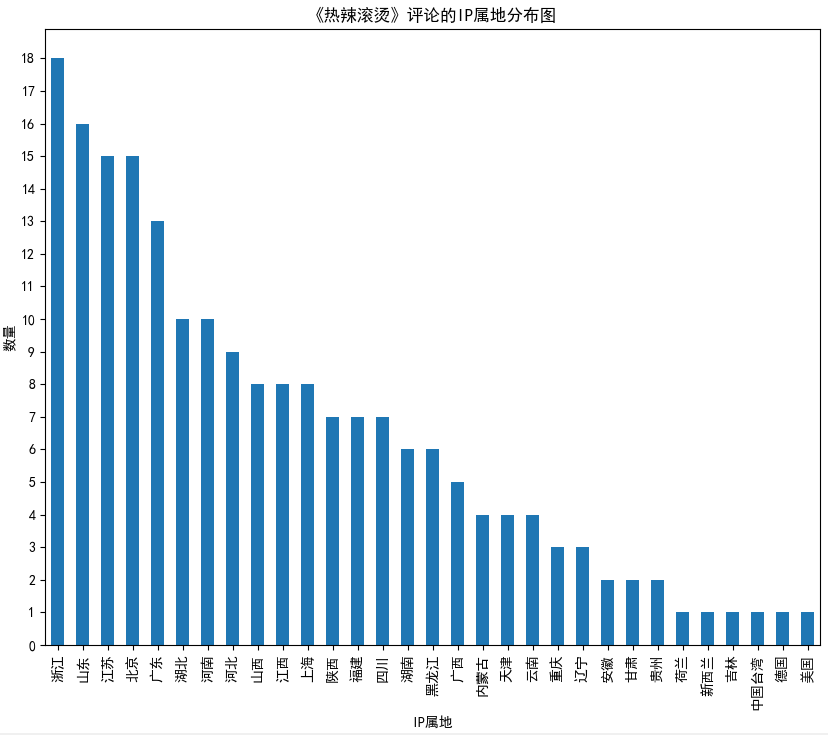 《热辣滚烫》评论的IP属地分布图
数量
18
17
16
15
14
13
12
11
10
9
8
7
6
5
4
3
2
1
0
浙江
山东
江苏
北京
广东
湖北
河南
河北
山西
江西
上海
陕西
福建
四川
湖南
黑龙江
广西
内蒙古
天津
云南
重庆
辽宁
安徽
甘肃
贵州
荷兰
新西兰
吉林
中国台湾
德国
美国
IP属地